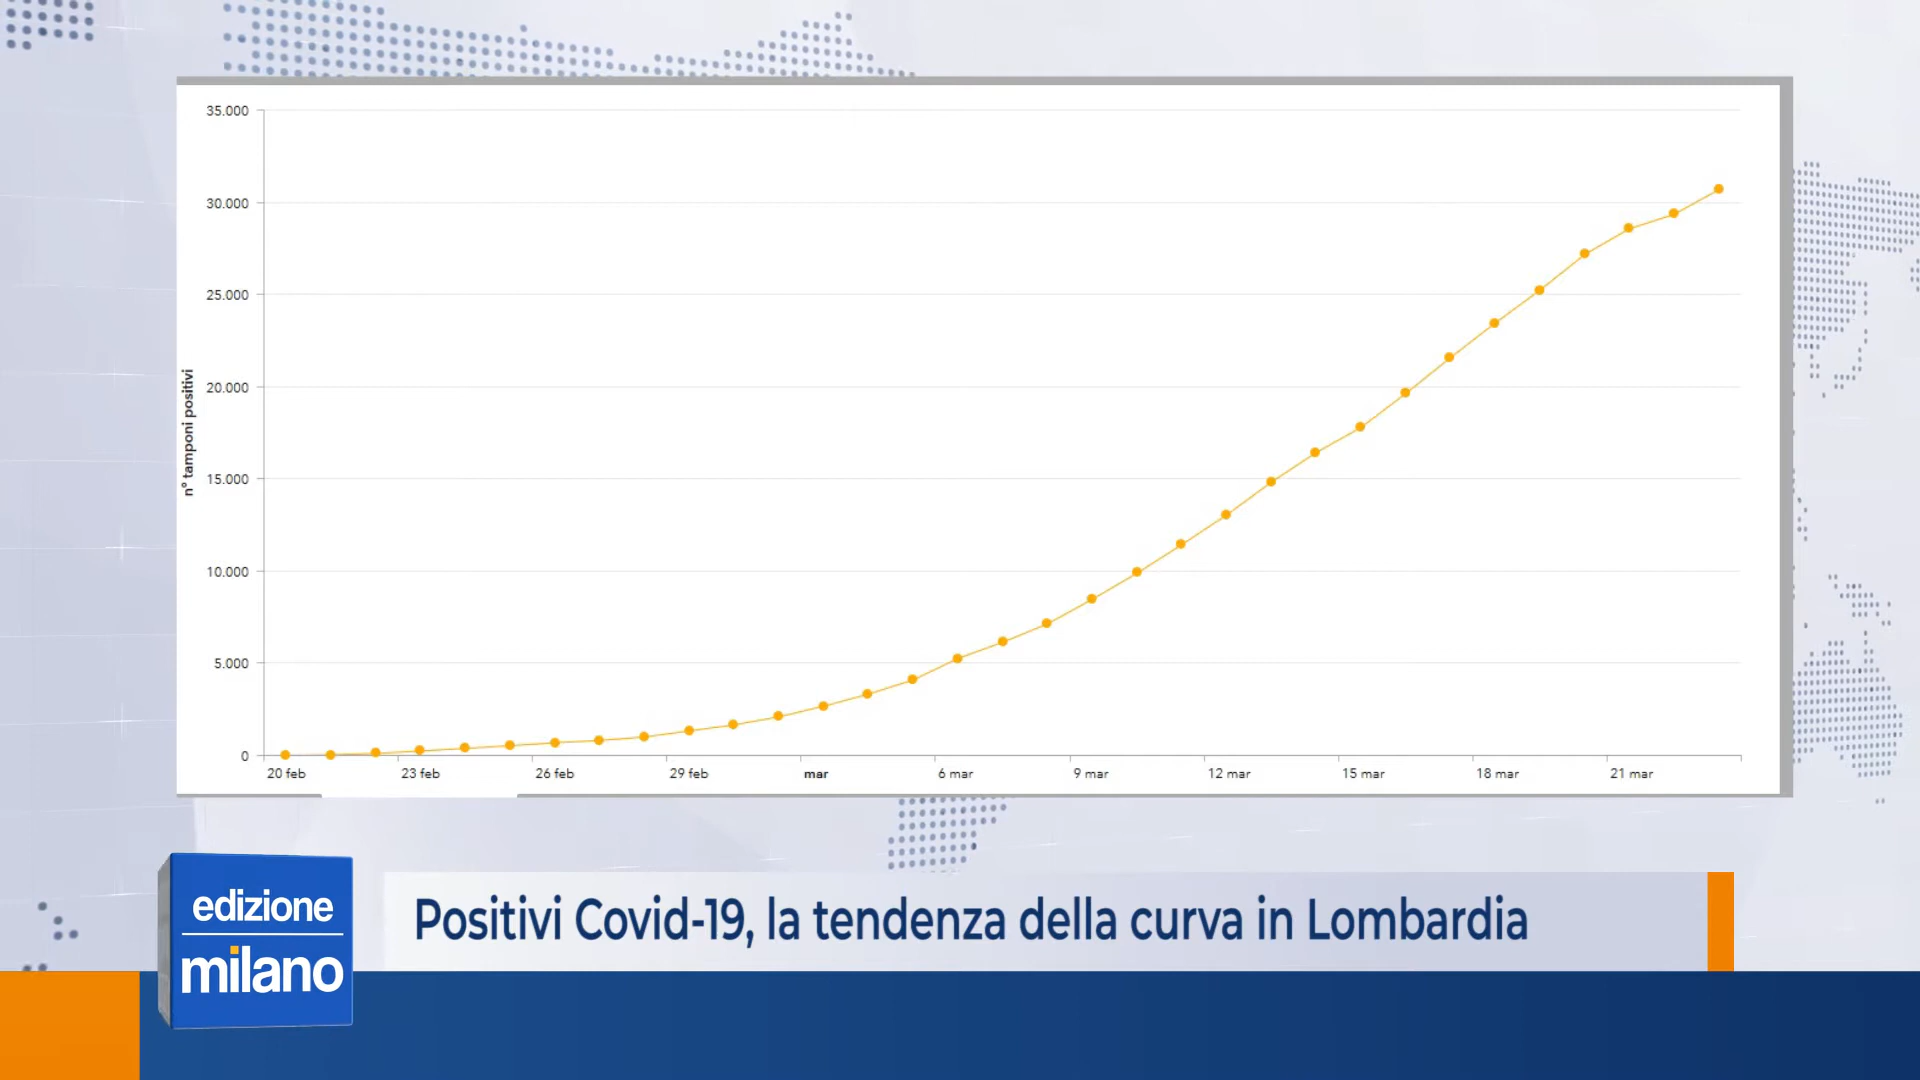 35.000
30.000
25.000
20.000
15.000
10.000
5.000
0
n° tamponi positivi
20 feb 23 feb 26 feb 29 feb mar 6 mar 9 mar 12 mar 15 mar 18 mar 21 mar
edizione
milano
Positivi Covid-19, la tendenza della curva in Lombardia